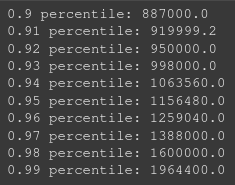 0.9 percentile: 887000.0
0.91 percentile: 919999.2
0.92 percentile: 950000.0
0.93 percentile: 998000.0
0.94 percentile: 1063560.0
0.95 percentile: 1156480.0
0.96 percentile: 1259040.0
0.97 percentile: 1388000.0
0.98 percentile: 1600000.0
0.99 percentile: 1964400.0